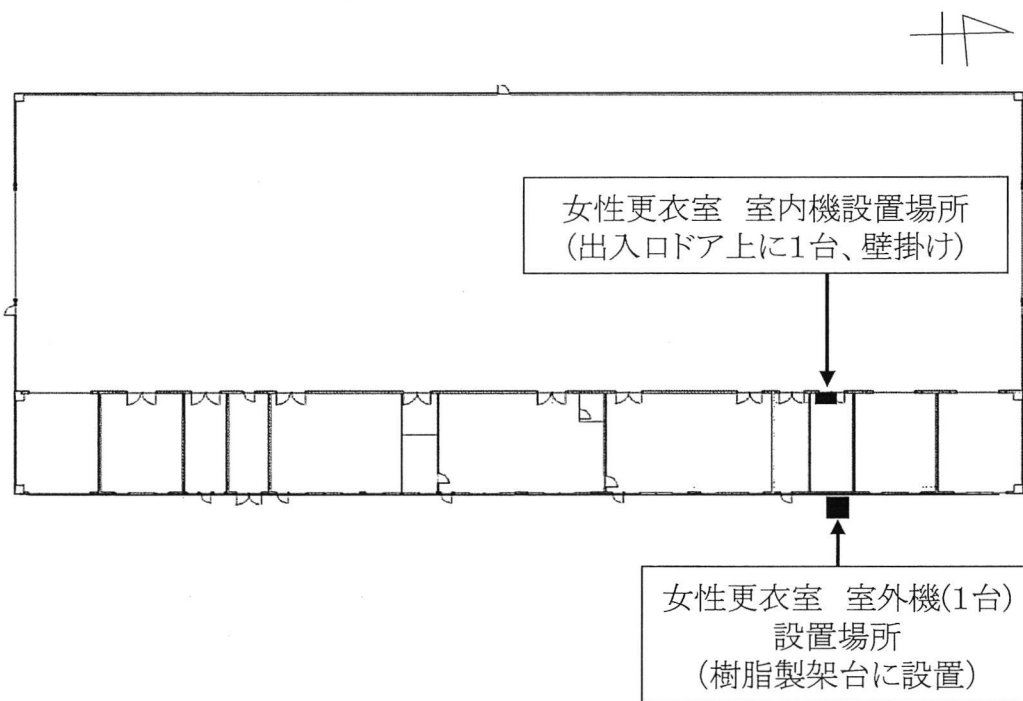 女性更衣室　室内機設置場所
(出入口ドア上に1台、壁掛け)
女性更衣室　室外機(1台)
設置場所
(樹脂製架台に設置)